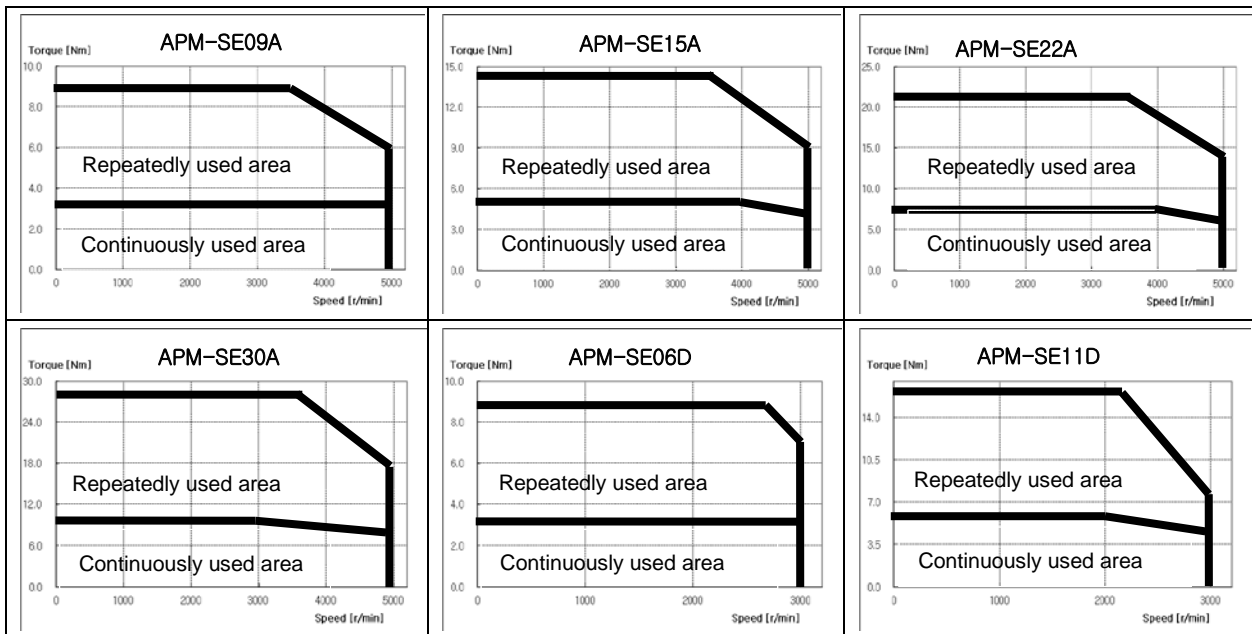 APM-SE09A
Torque [Nm]
10.0
8.0
6.0
Repeatedly used area
4.0
2.0
Continuously used area
0.0
0 1000 2000 3000 4000 5000
Speed [r/min]
APM-SE15A
Torque [Nm]
15.0
12.0
9.0
Repeatedly used area
6.0
3.0
Continuously used area
0.0
0 1000 2000 3000 4000 5000
Speed [r/min]
APM-SE22A
Torque [Nm]
25.0
20.0
15.0
Repeatedly used area
10.0
5.0
Continuously used area
0.0
0 1000 2000 3000 4000 5000
Speed [r/min]
APM-SE30A
Torque [Nm]
30.0
24.0
18.0
Repeatedly used area
12.0
6.0
Continuously used area
0.0
0 1000 2000 3000 4000 5000
Speed [r/min]
APM-SE06D
Torque [Nm]
10.0
8.0
6.0
Repeatedly used area
4.0
2.0
Continuously used area
0.0
0 1000 2000 3000
Speed [r/min]
APM-SE11D
Torque [Nm]
14.0
10.5
Repeatedly used area
7.0
3.5
Continuously used area
0.0
0 1000 2000 3000
Speed [r/min]